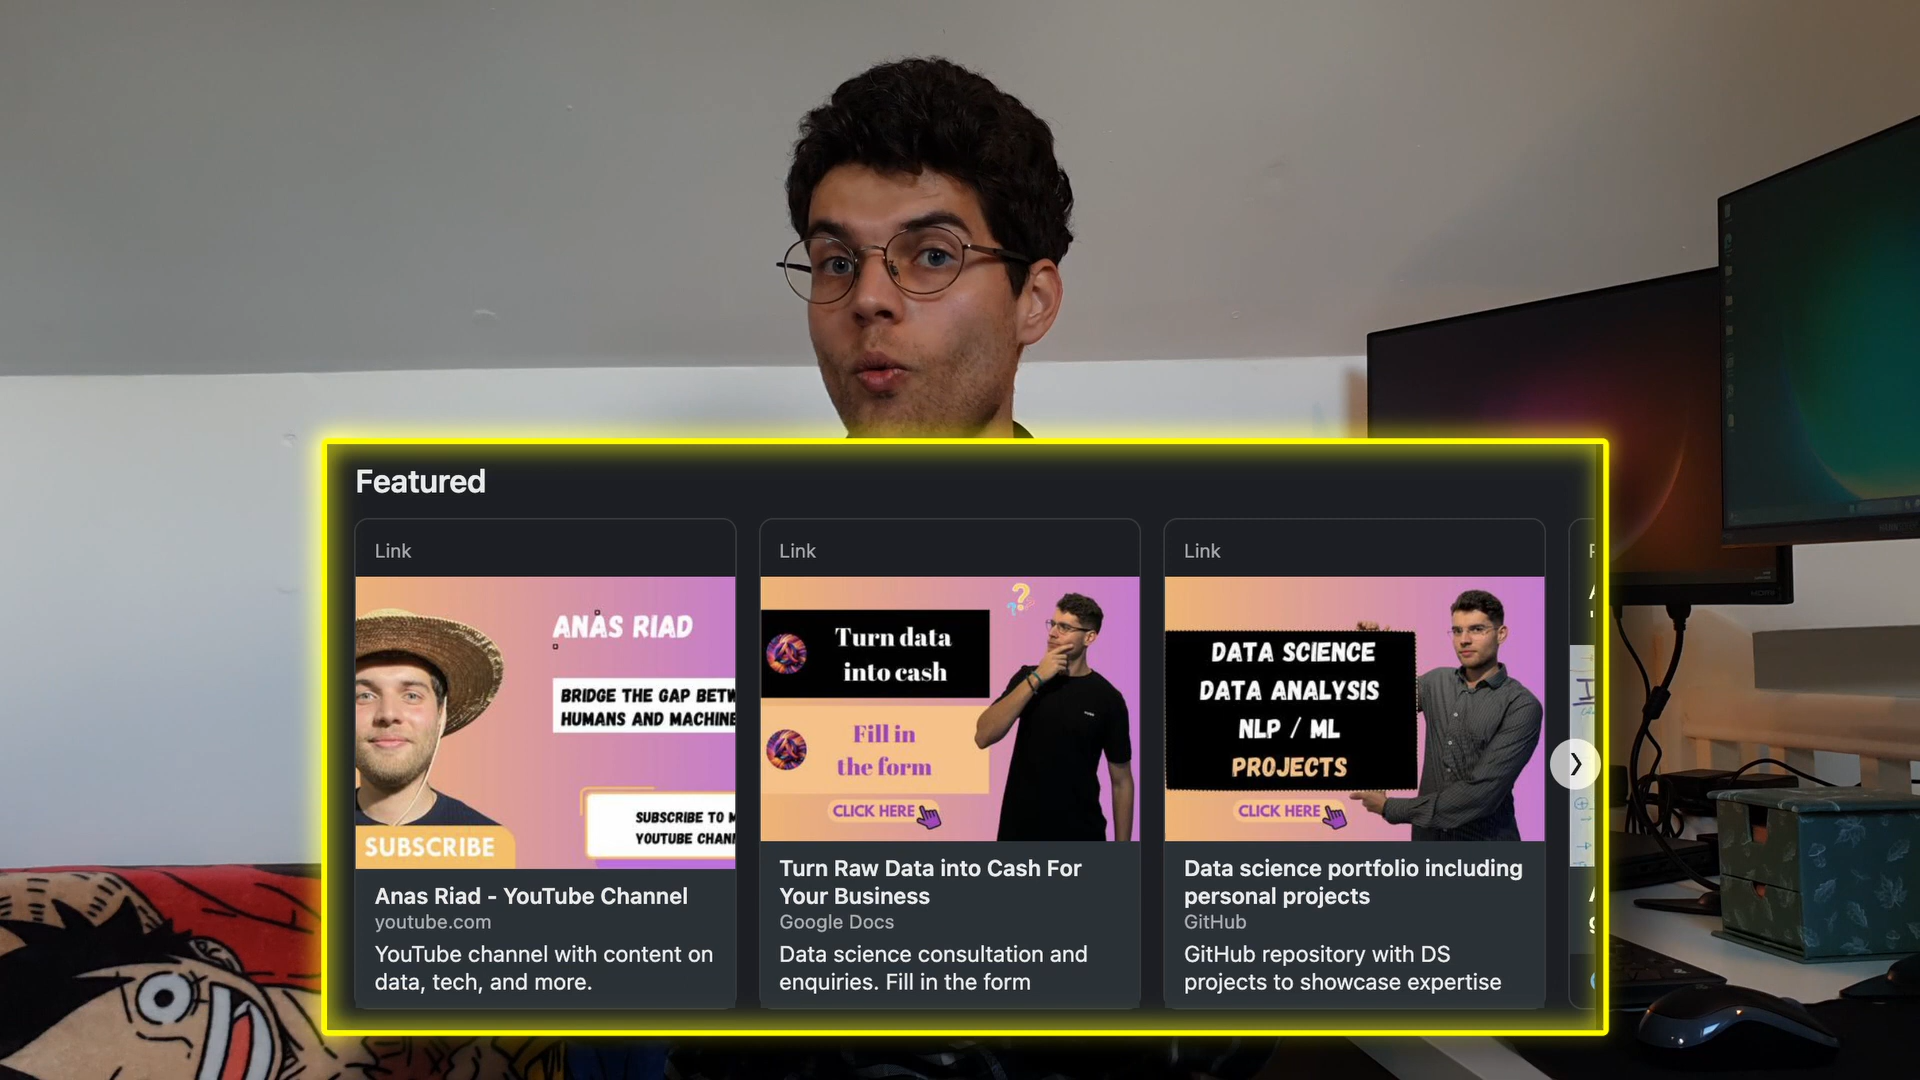 Featured
Link
ANAS RIAD
BRIDGE THE GAP BETW
HUMANS AND MACHINE
SUBSCRIBE TO M
YOUTUBE CHAN
SUBSCRIBE
Anas Riad - YouTube Channel
youtube.com
YouTube channel with content on
data, tech, and more.
Link
Turn data
into cash
Fill in
the form
CLICK HERE
Turn Raw Data into Cash For
Your Business
Google Docs
Data science consultation and
enquiries. Fill in the form
Link
DATA SCIENCE
DATA ANALYSIS
NLP / ML
PROJECTS
CLICK HERE
Data science portfolio including
personal projects
GitHub
GitHub repository with DS
projects to showcase expertise